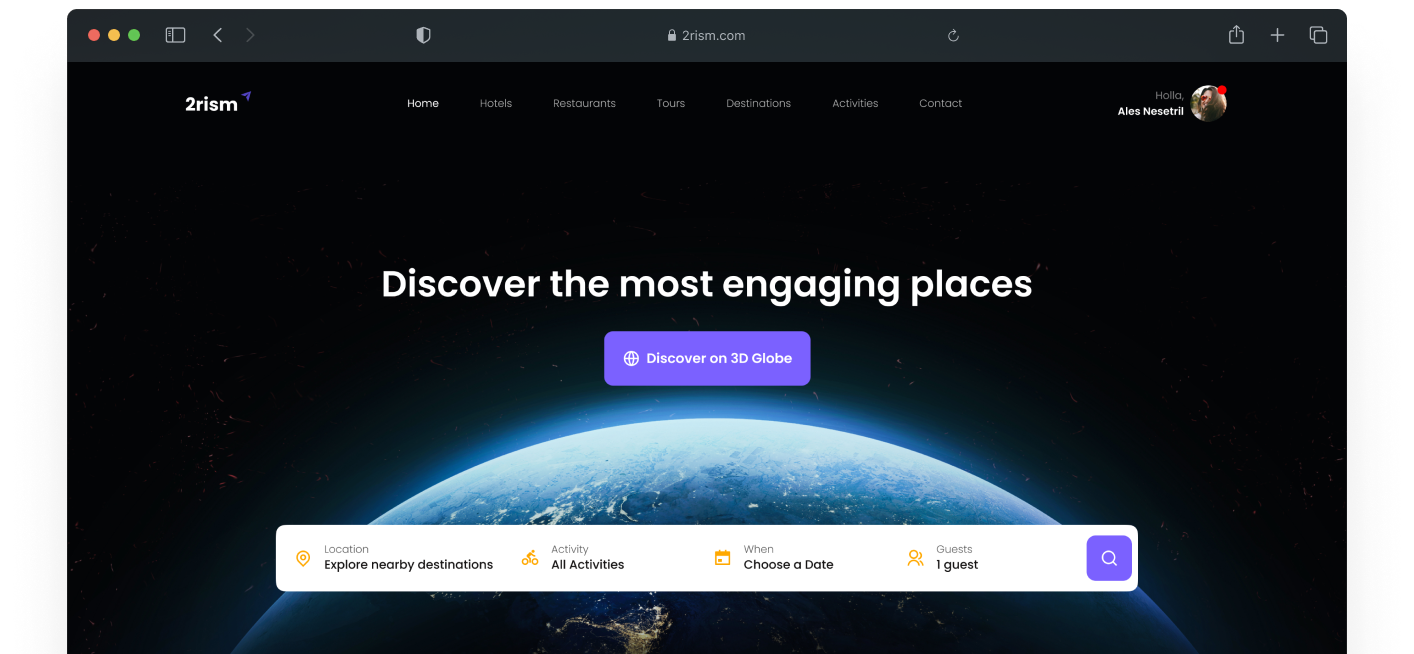 2rism.com
2rism
Home Hotels Restaurants Tours Destinations Activities Contact
Holla,
Ales Nesetril
Discover the most engaging places
Discover on 3D Globe
Location
Explore nearby destinations
Activity
All Activities
When
Choose a Date
Guests
1 guest